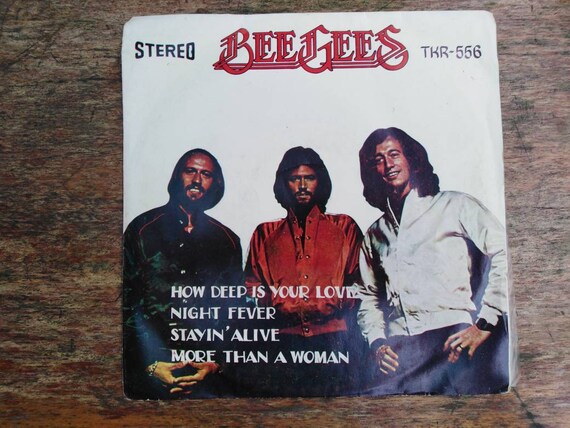 STEREO
BEE GEES
TKR-556
HOW DEEP IS YOUR LOVE
NIGHT FEVER
STAYIN' ALIVE
MORE THAN A WOMAN